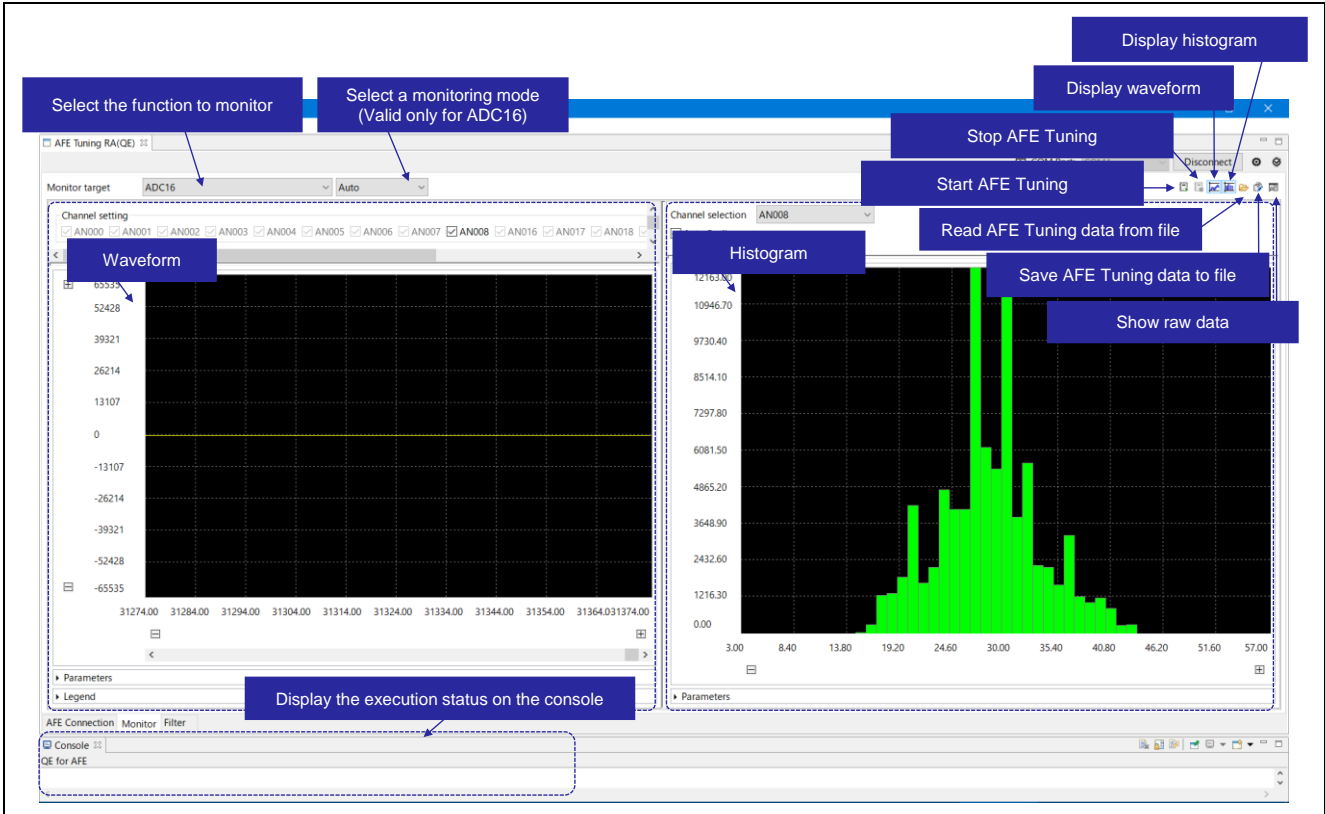 Display histogram
Display waveform
Select the function to monitor
Select a monitoring mode
(Valid only for ADC16)
Stop AFE Tuning
AFE Tuning RA(QE)
Disconnect
Monitor target
ADC16
Auto
Start AFE Tuning
Channel setting
AN000 AN001 AN002 AN003 AN004 AN005 AN006 AN007 AN008 AN016 AN017 AN018
Channel selection AN008
Read AFE Tuning data from file
Waveform
Histogram
Save AFE Tuning data to file
Show raw data
65535
52428
39321
26214
13107
0
-13107
-26214
-39321
-52428
-65535
31274.00 31284.00 31294.00 31304.00 31314.00 31324.00 31334.00 31344.00 31354.00 31364.00 31374.00
12163.00
10946.70
9730.40
8514.10
7297.80
6081.50
4865.20
3648.90
2432.60
1216.30
0.00
3.00 8.40 13.80 19.20 24.60 30.00 35.40 40.80 46.20 51.60 57.00
Parameters
Legend
Parameters
Display the execution status on the console
AFE Connection Monitor Filter
Console
QE for AFE